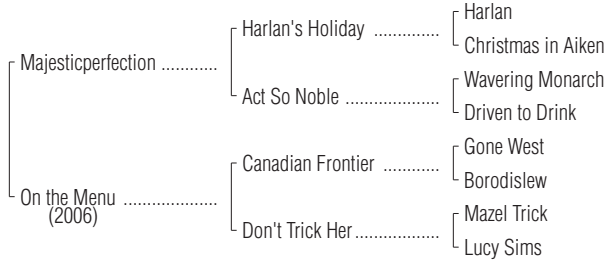 Harlan
Harlan's Holiday ..............
Christmas in Aiken
Majesticperfection ............
Wavering Monarch
Act So Noble .....................
Driven to Drink
Gone West
Canadian Frontier ............
Borodislew
On the Menu .....................
(2006)
Mazel Trick
Don't Trick Her...................
Lucy Sims